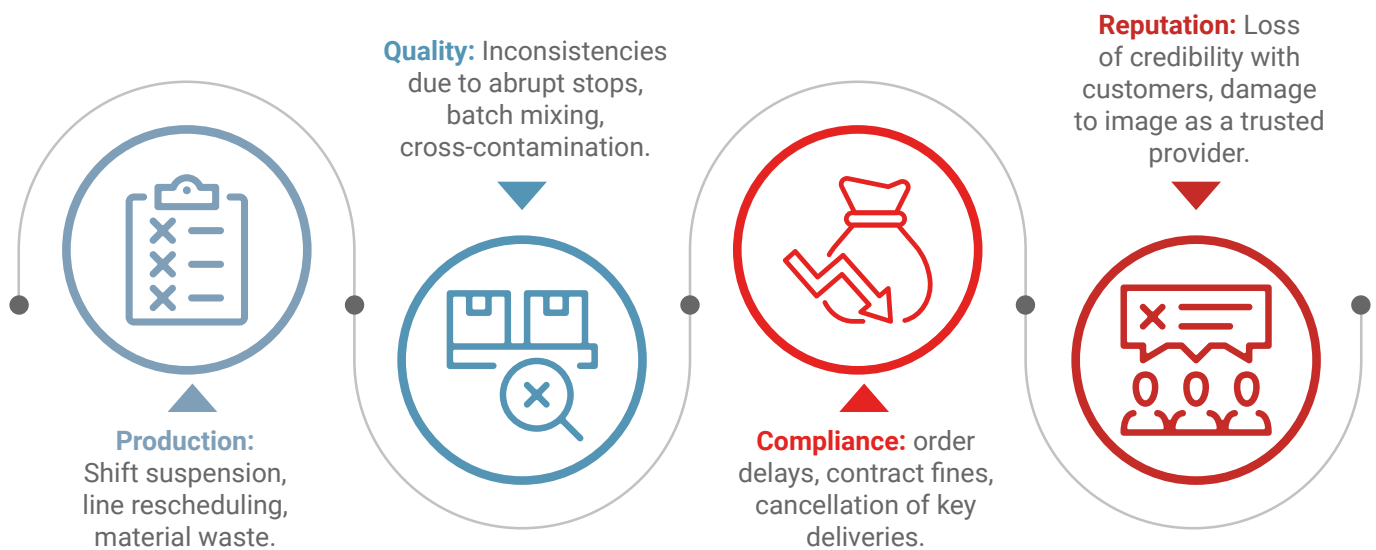 Production:
Shift suspension,
line rescheduling,
material waste.
Quality: Inconsistencies
due to abrupt stops,
batch mixing,
cross-contamination.
Compliance: order
delays, contract fines,
cancellation of key
deliveries.
Reputation: Loss
of credibility with
customers, damage
to image as a trusted
provider.